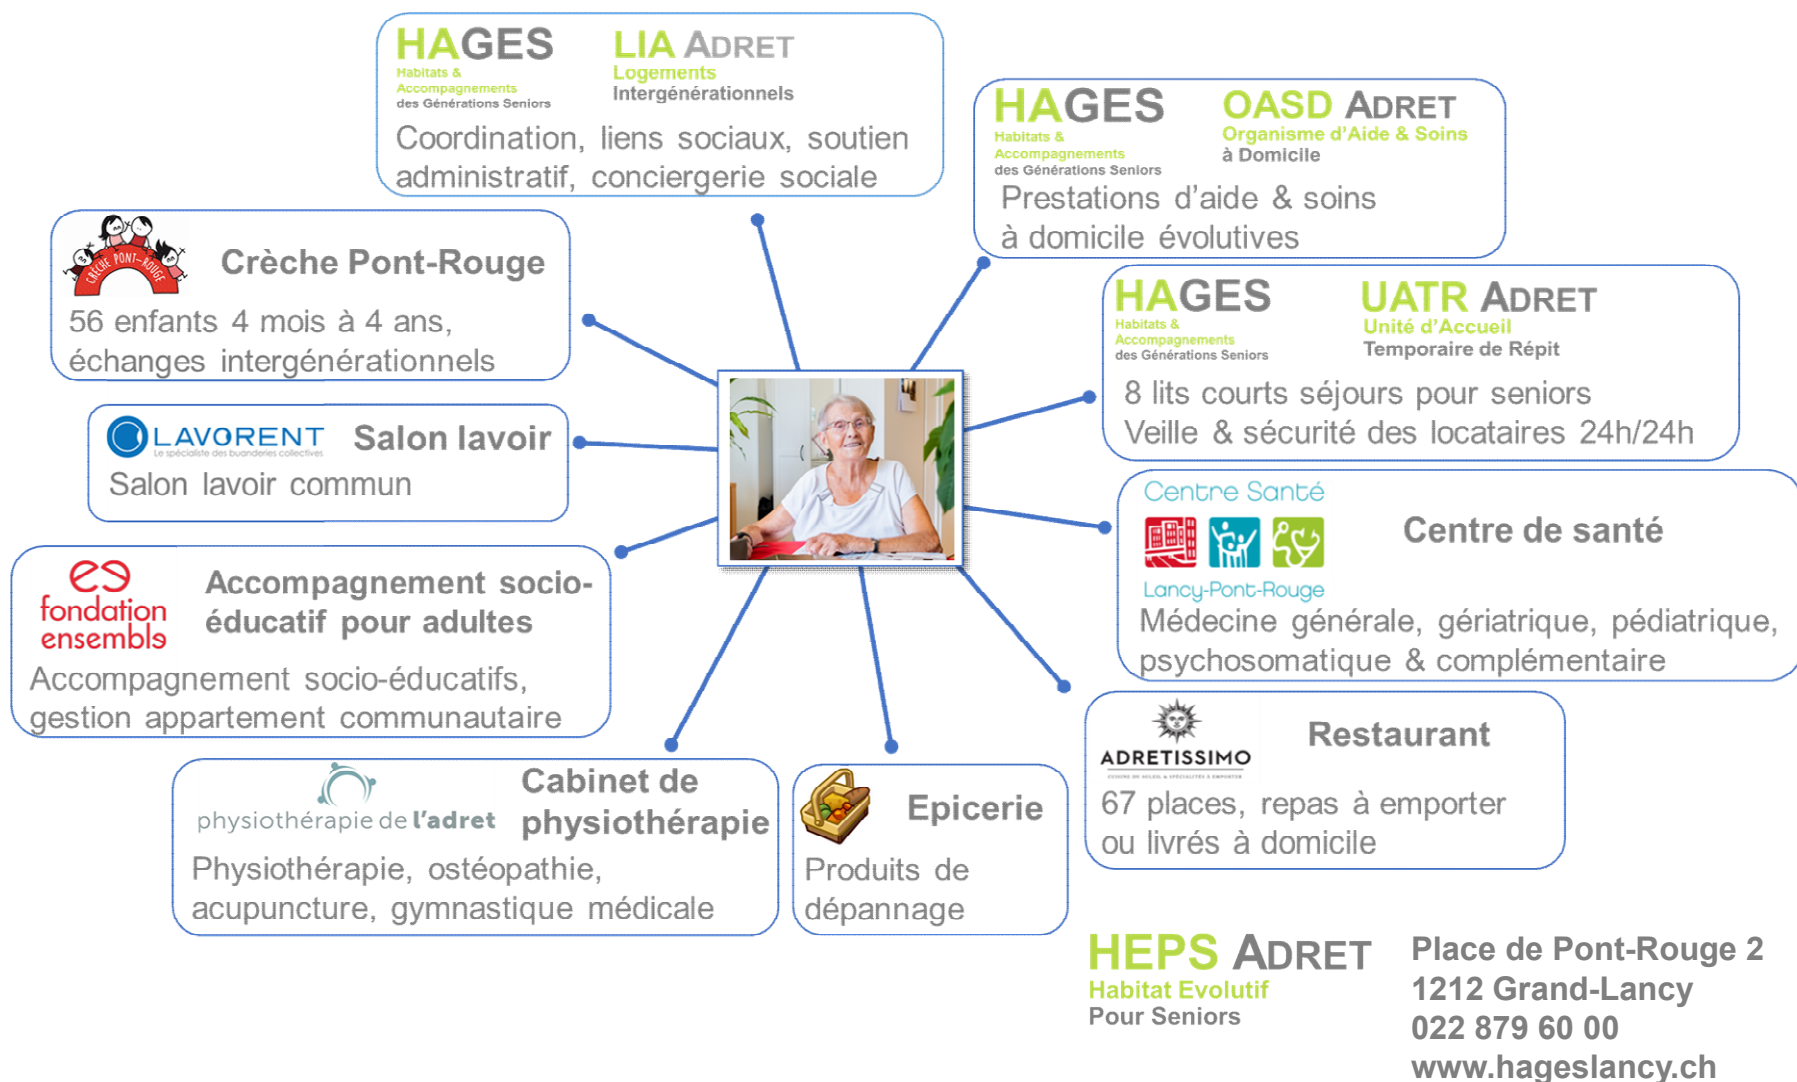 HAGES
Habitats &
Accompagnements
des Générations Seniors
LIA ADRET
Logements
Intergénérationnels
Coordination, liens sociaux, soutien
administratif, conciergerie sociale
HAGES
Habitats &
Accompagnements
des Générations Seniors
OASD ADRET
Organisme d'Aide & Soins
à Domicile
Prestations d'aide & soins
à domicile évolutives
CRÈCHE PONT-ROUGE
Crèche Pont-Rouge
56 enfants 4 mois à 4 ans,
échanges intergénérationnels
HAGES
Habitats &
Accompagnements
des Générations Seniors
UATR ADRET
Unité d'Accueil
Temporaire de Répit
8 lits courts séjours pour seniors
Veille & sécurité des locataires 24h/24h
LAVORENT
Le spécialiste des buanderies collectives
Salon lavoir
Salon lavoir commun
Centre Santé
Lancy-Pont-Rouge
Centre de santé
Médecine générale, gériatrique, pédiatrique,
psychosomatique & complémentaire
fondation
ensemble
Accompagnement socio-
éducatif pour adultes
Accompagnement socio-éducatifs,
gestion appartement communautaire
ADRETISSIMO
CUISINE DU SOLEIL & SPÉCIALITÉS À EMPORTER
Restaurant
67 places, repas à emporter
ou livrés à domicile
physiothérapie de l'adret
Cabinet de
physiothérapie
Physiothérapie, ostéopathie,
acupuncture, gymnastique médicale
Epicerie
Produits de
dépannage
HEPS ADRET
Habitat Evolutif
Pour Seniors
Place de Pont-Rouge 2
1212 Grand-Lancy
022 879 60 00
www.hageslancy.ch